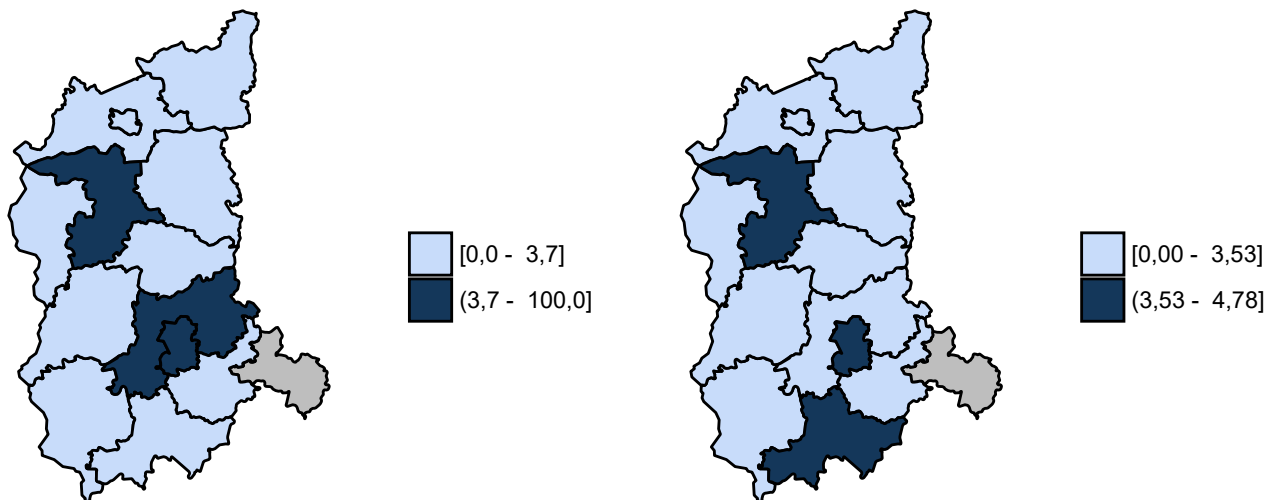 [0,0 - 3,7]
(3,7 - 100,0]
[0,00 - 3,53]
(3,53 - 4,78]